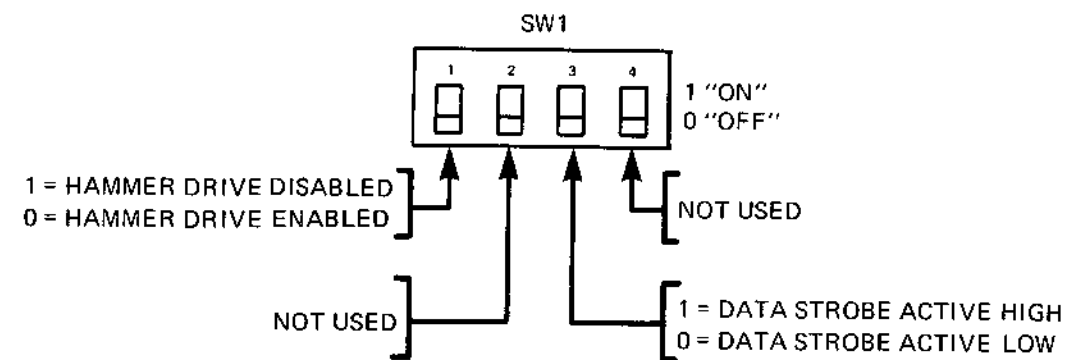 SW1
1 2 3 4
1 "ON"
0 "OFF"
1 = HAMMER DRIVE DISABLED
0 = HAMMER DRIVE ENABLED
NOT USED
NOT USED
1 = DATA STROBE ACTIVE HIGH
0 = DATA STROBE ACTIVE LOW